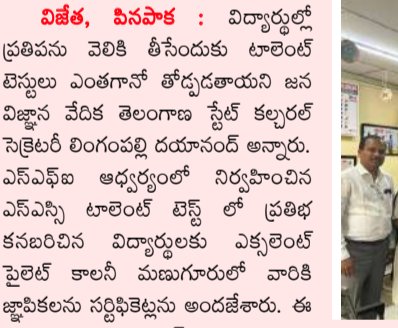 విజేత, పినపాక : విద్యార్థుల్లో
ప్రతిపను వెలికి తీసేందుకు టాలెంట్
టెస్టులు ఎంతగానో తోడ్పడతాయని జన
విజ్ఞాన వేదిక తెలంగాణ స్టేట్ కల్చరల్
సెక్రెటరీ లింగంపల్లి దయానంద్ అన్నారు.
ఎస్ఎఫ్ఐ ఆధ్వర్యంలో నిర్వహించిన
ఎస్ఎస్సి టాలెంట్ టెస్ట్ లో ప్రతిభ
కనబరిచిన విద్యార్థులకు ఎక్సలెంట్
పైలెట్ కాలనీ మణుగూరులో వారికి
జ్ఞాపికలను సర్టిఫికెట్లను అందజేశారు. ఈ